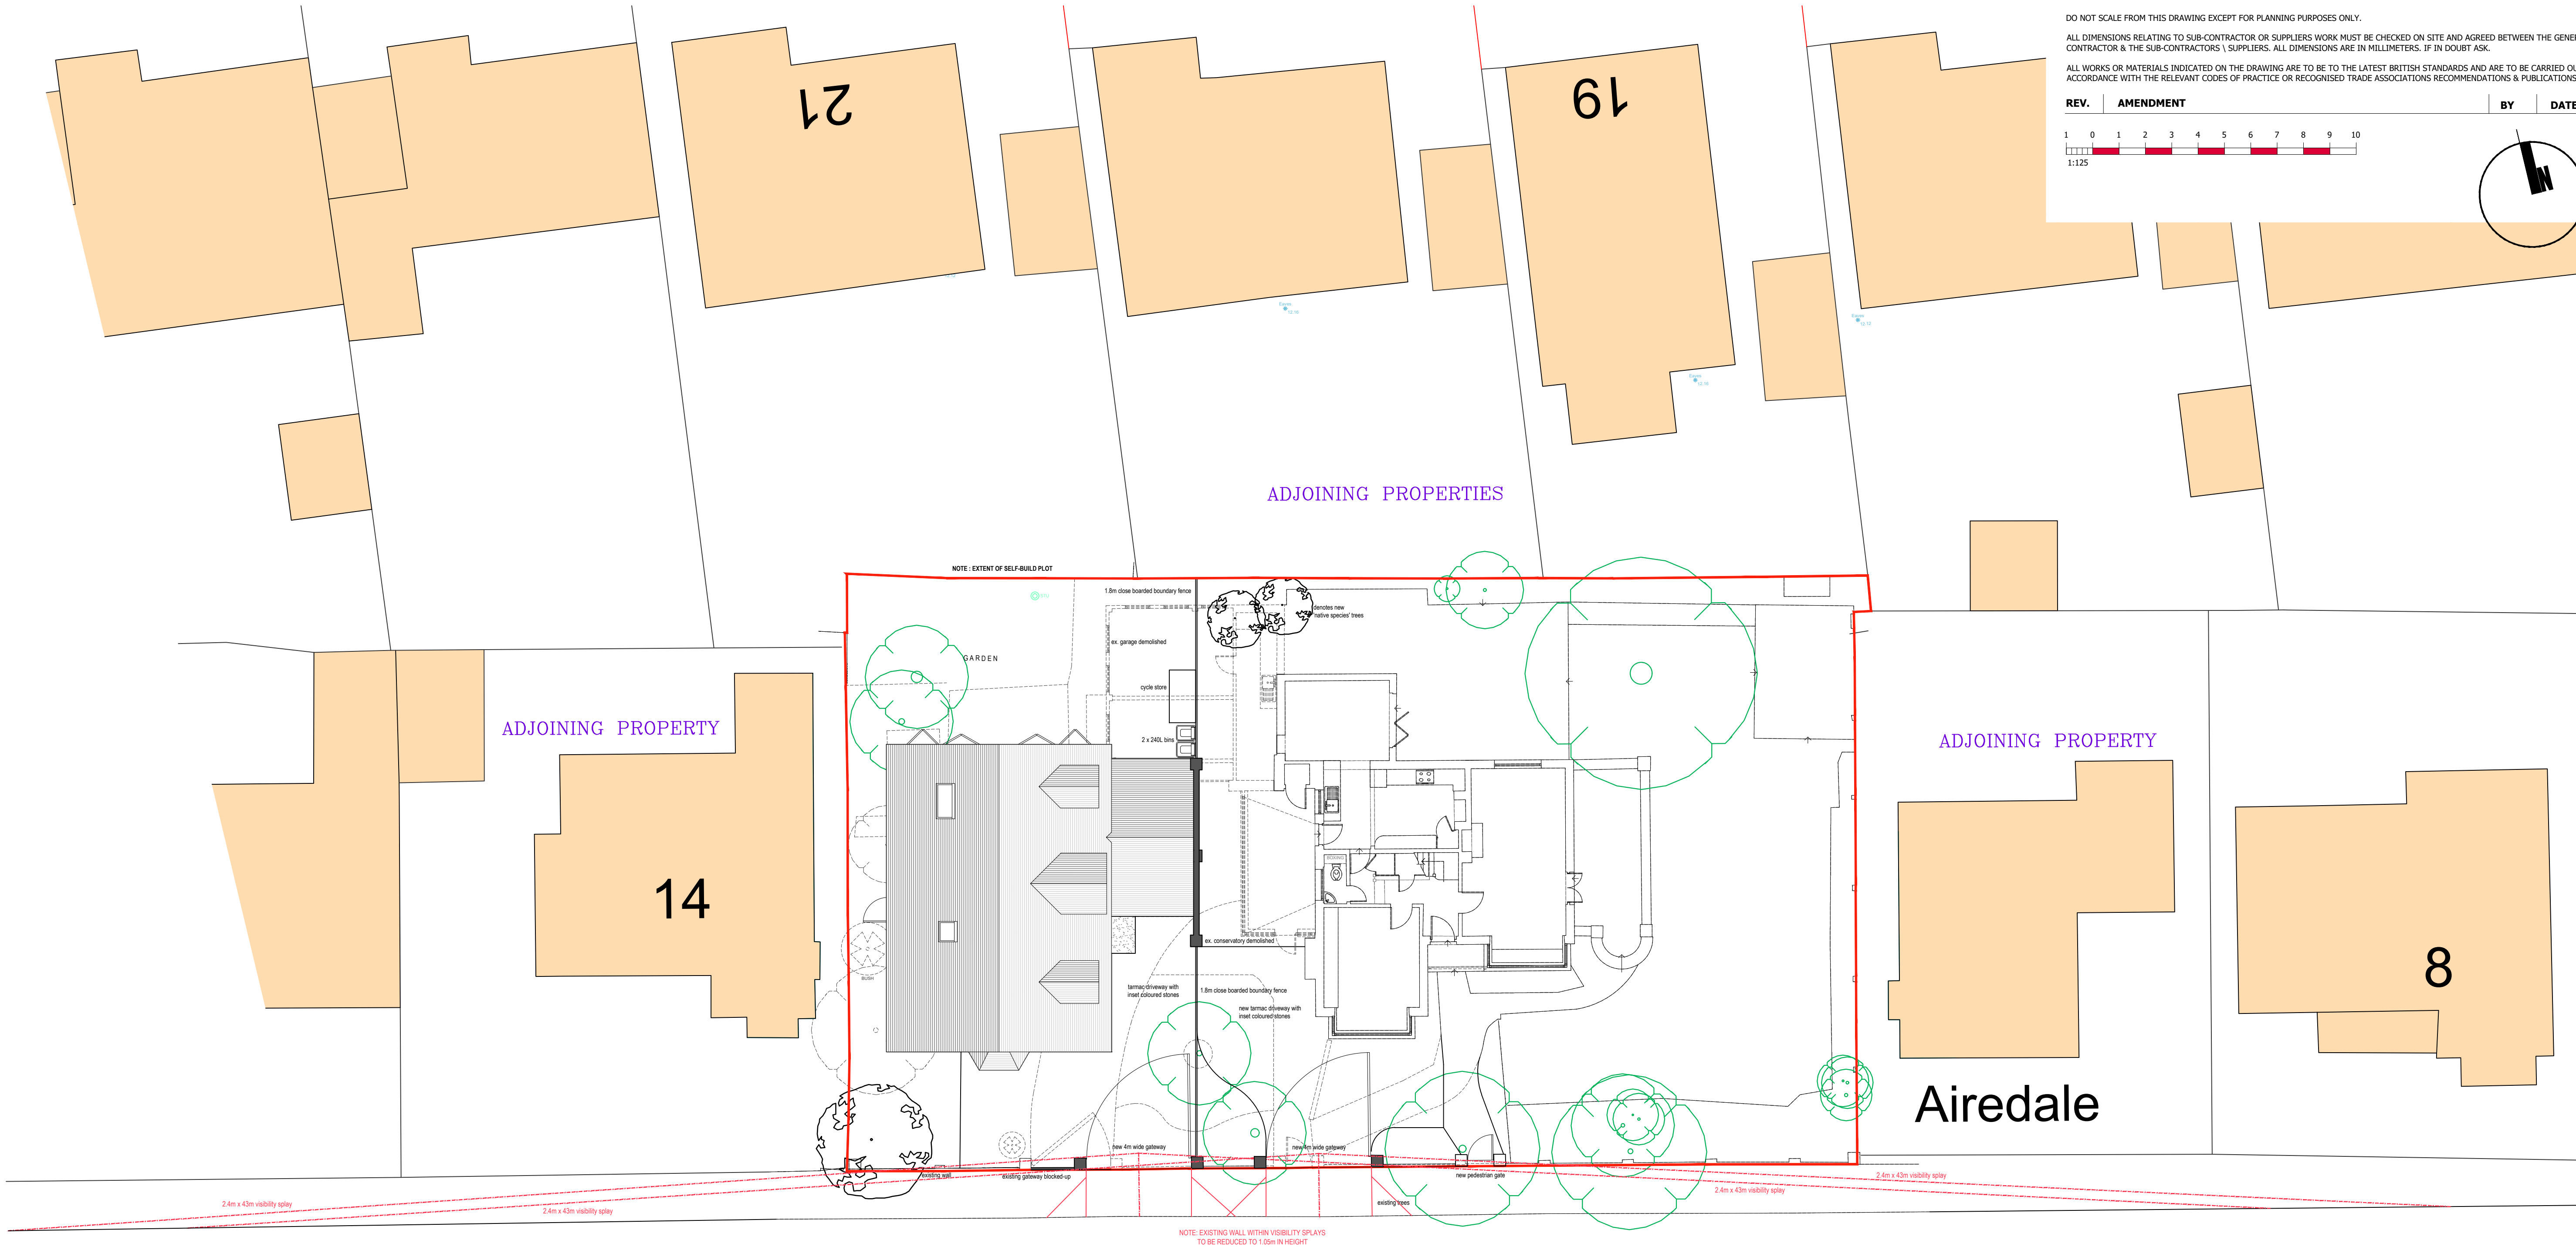 DO NOT SCALE FROM THIS DRAWING EXCEPT FOR PLANNING PURPOSES ONLY.
ALL DIMENSIONS RELATING TO SUB-CONTRACTOR OR SUPPLIERS WORK MUST BE CHECKED ON SITE AND AGREED BETWEEN THE GENE
CONTRACTOR & THE SUB-CONTRACTORS \ SUPPLIERS. ALL DIMENSIONS ARE IN MILLIMETERS. IF IN DOUBT ASK.
ALL WORKS OR MATERIALS INDICATED ON THE DRAWING ARE TO BE TO THE LATEST BRITISH STANDARDS AND ARE TO BE CARRIED OU
ACCORDANCE WITH THE RELEVANT CODES OF PRACTICE OR RECOGNISED TRADE ASSOCIATIONS RECOMMENDATIONS & PUBLICATIONS
REV. AMENDMENT BY DATE
1 0 1 2 3 4 5 6 7 8 9 10
1:125
N
21
19
Eaves
12.16
Eaves
12.12
Eaves
ADJOINING PROPERTIES
NOTE : EXTENT OF SELF-BUILD PLOT
1.8m close boarded boundary fence
denotes new
native species' trees
ex. garage demolished
GARDEN
cycle store
2 x 240L bins
ADJOINING PROPERTY
ADJOINING PROPERTY
14
8
ex. conservatory demolished
BUSH
tarmac driveway with
inset coloured stones
1.8m close boarded boundary fence
new tarmac driveway with
inset coloured stones
Airedale
new 4m wide gateway
new 4m wide gateway
existing wall
existing gateway blocked-up
new pedestrian gate
existing trees
2.4m x 43m visibility splay
2.4m x 43m visibility splay
2.4m x 43m visibility splay
2.4m x 43m visibility splay
NOTE: EXISTING WALL WITHIN VISIBILITY SPLAYS
TO BE REDUCED TO 1.05m IN HEIGHT